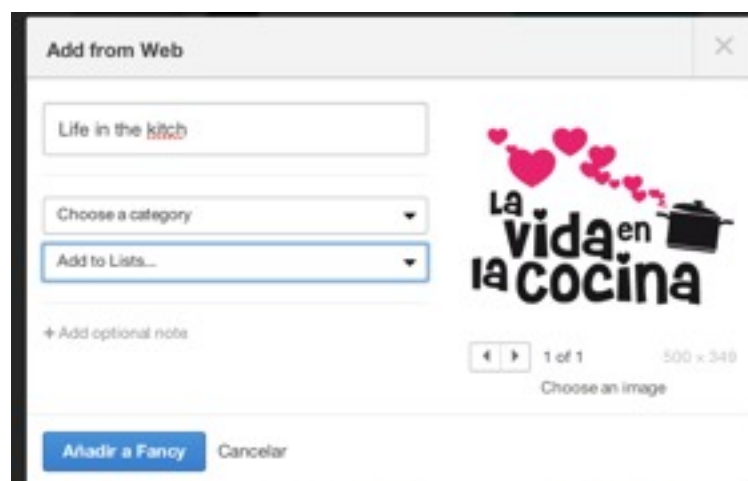 Add from Web
Life in the kitch
Choose a category
Add to Lists...
+ Add optional note
La
vida en
la cocina
1 of 1
500 x 349
Choose an image
Añadir a Fancy
Cancelar